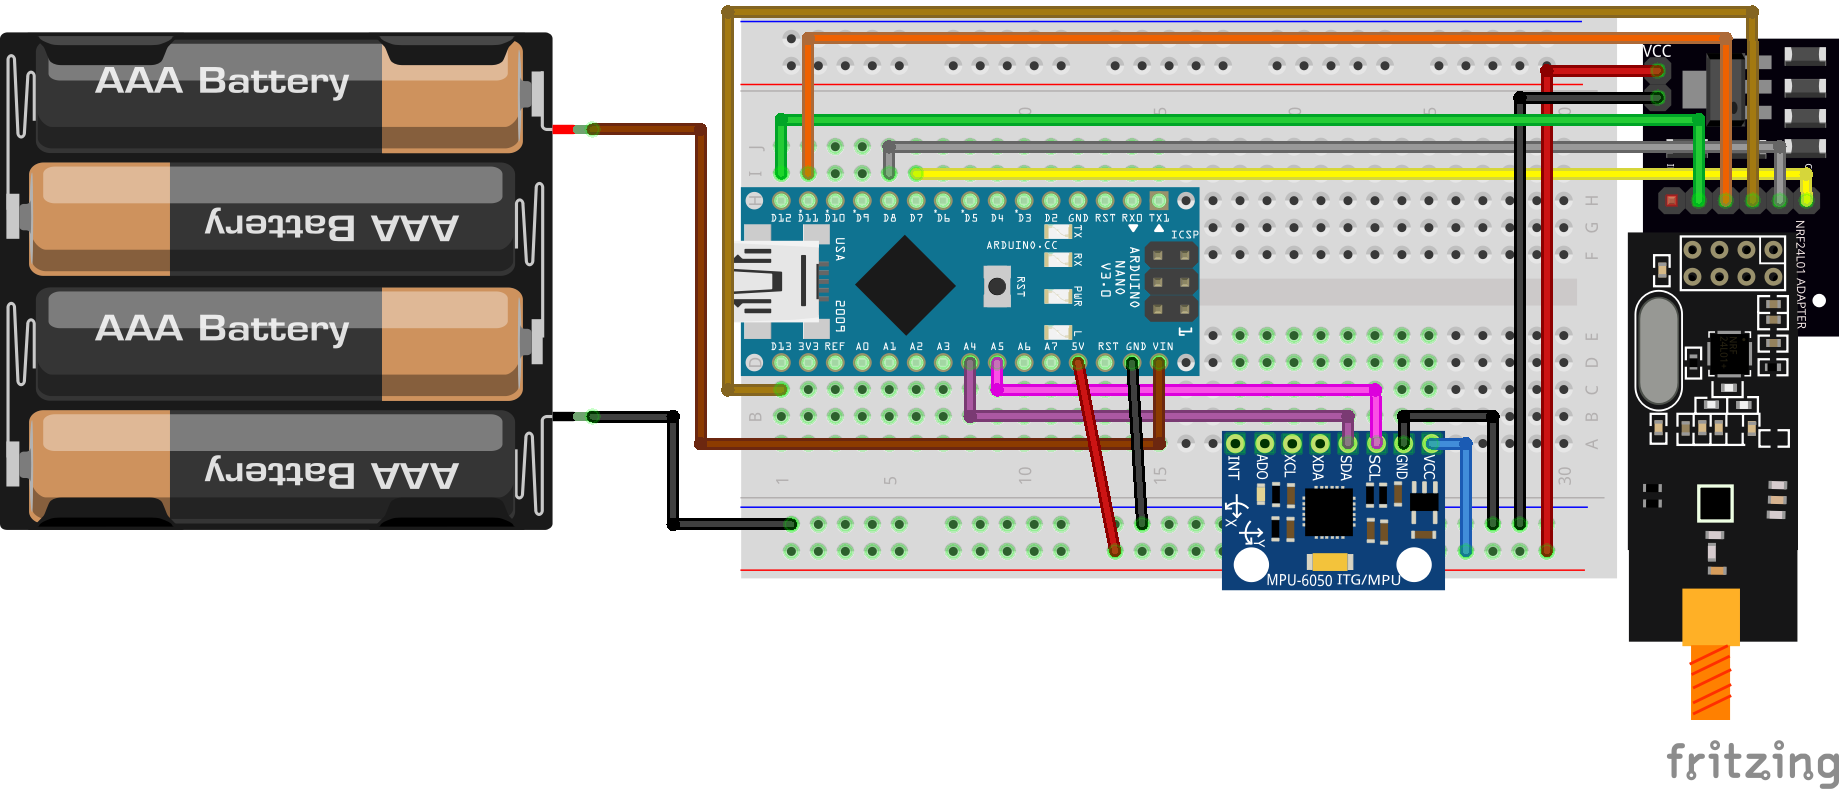 AAA Battery
AAA Battery
AAA Battery
AAA Battery
VCC
J
I
H
G
F
E
D
C
B
A
1
5
10
15
30
D12 D11 D10 D9 D8 D7 D6 D5 D4 D3 D2 GND RST RX0 TX1
USA
2009
ARDUINO.CC
RST
TX
RX
PWR
L
ARDUINO
NANO
V3.0
ICSP
1
D13 3V3 REF A0 A1 A2 A3 A4 A5 A6 A7 5V RST GND VIN
INT ADO XCL XDA SDA SCL GND VCC
X
Y
MPU-6050 ITG/MPU
NRF24L01 ADAPTER
NRF
24L01+
fritzing